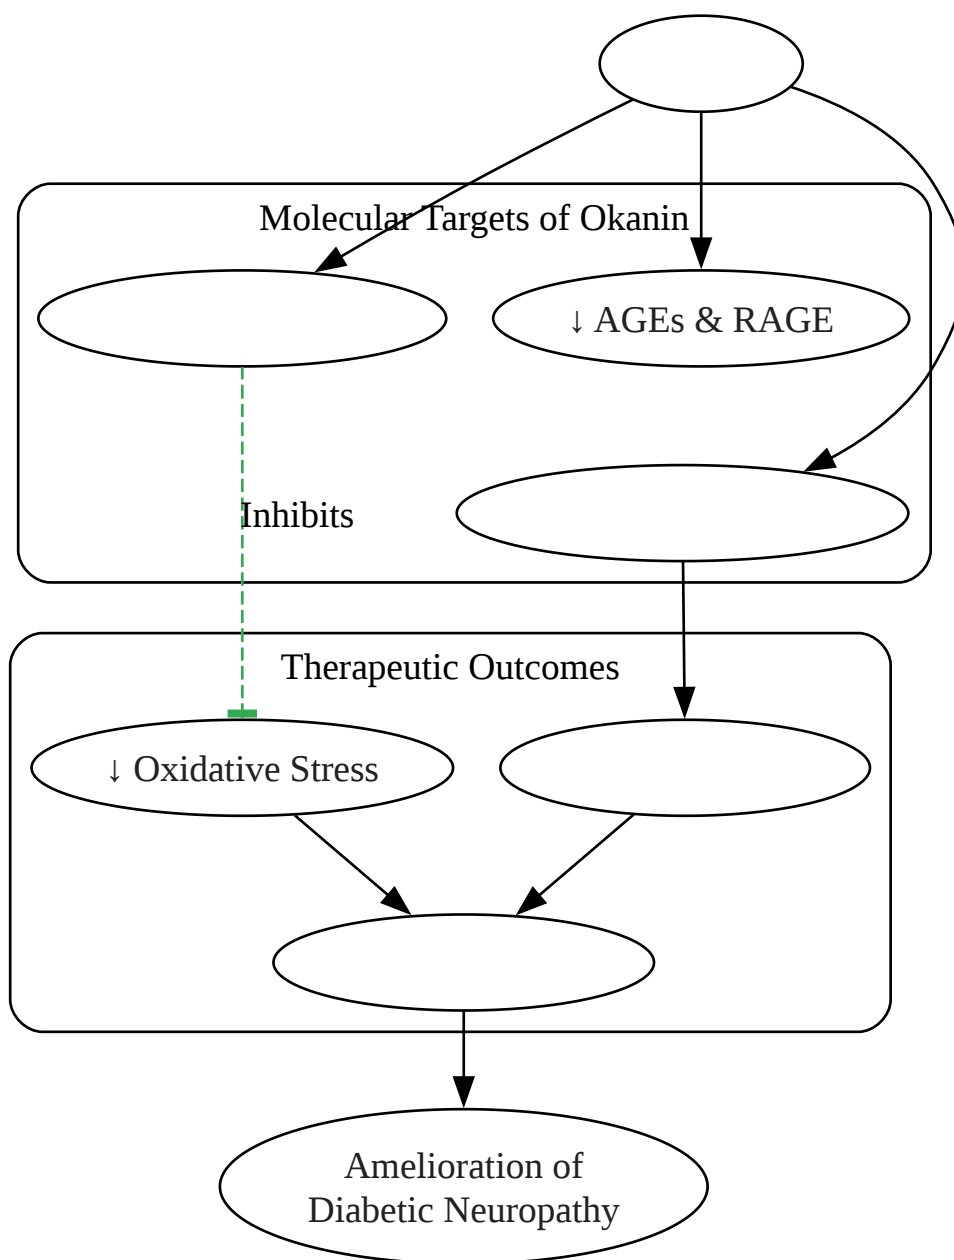 Molecular Targets of Okanin
↓ AGEs & RAGE
Inhibits
Therapeutic Outcomes
↓ Oxidative Stress
Amelioration of
Diabetic Neuropathy